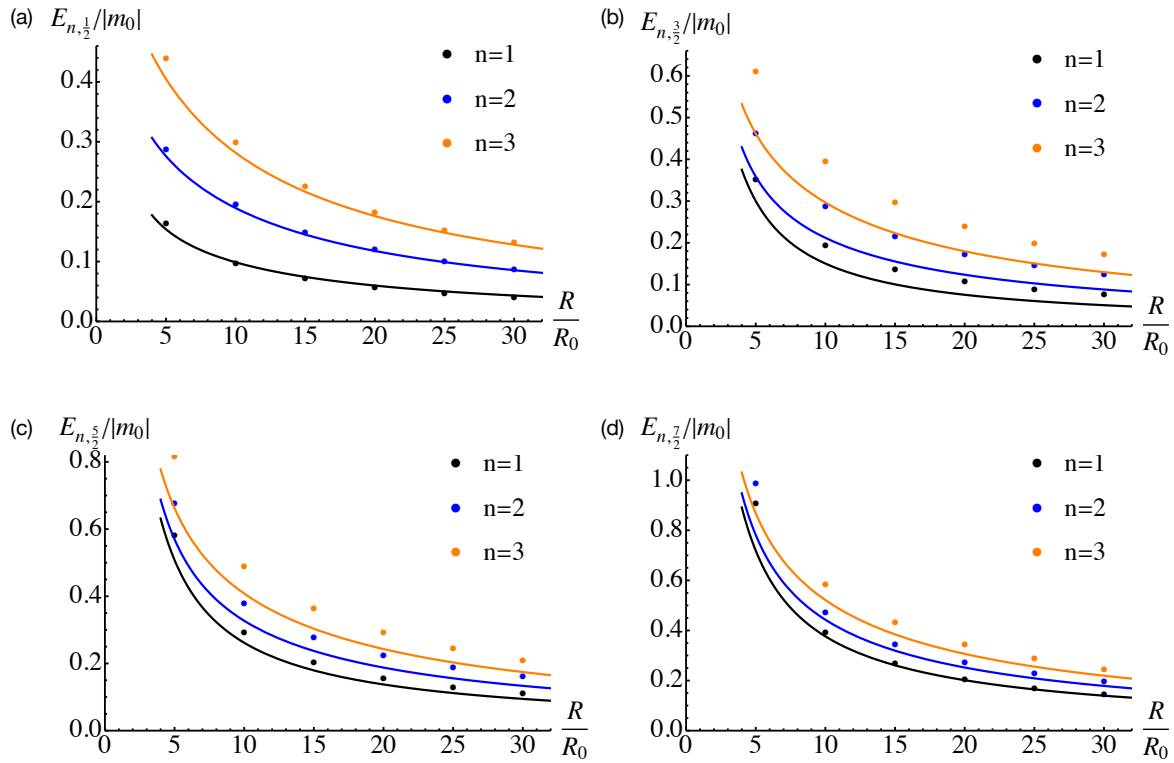 (a) E_{n,\frac{1}{2}}/|m_0|
0.4
0.3
0.2
0.1
0.0
0 5 10 15 20 25 30
R
R_0
n=1
n=2
n=3
(b) E_{n,\frac{3}{2}}/|m_0|
0.6
0.5
0.4
0.3
0.2
0.1
0.0
0 5 10 15 20 25 30
R
R_0
n=1
n=2
n=3
(c) E_{n,\frac{5}{2}}/|m_0|
0.8
0.6
0.4
0.2
0.0
0 5 10 15 20 25 30
R
R_0
n=1
n=2
n=3
(d) E_{n,\frac{7}{2}}/|m_0|
1.0
0.8
0.6
0.4
0.2
0.0
0 5 10 15 20 25 30
R
R_0
n=1
n=2
n=3